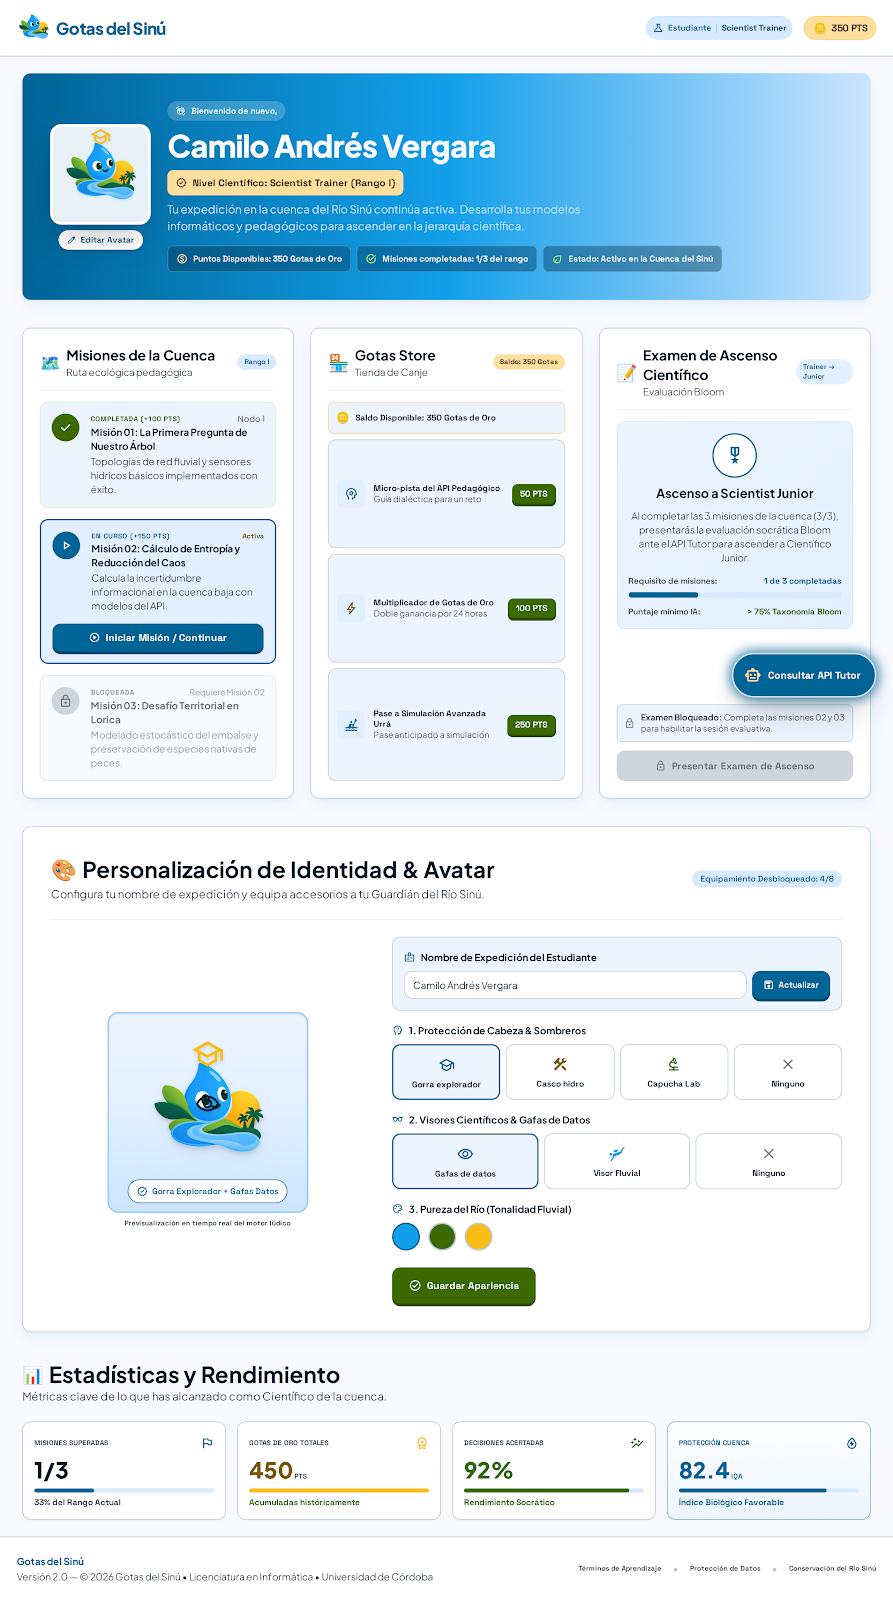 Gotas del Sinú
Estudiante | Scientist Trainer
350 PTS
Bienvenido de nuevo,
Camilo Andrés Vergara
Nivel Científico: Scientist Trainer (Rango I)
Tu expedición en la cuenca del Río Sinú continúa activa. Desarrolla tus modelos
informáticos y pedagógicos para ascender en la jerarquía científica.
Editar Avatar
Puntos Disponibles: 350 Gotas de Oro
Misiones completadas: 1/3 del rango
Estado: Activo en la Cuenca del Sinú
Misiones de la Cuenca
Ruta ecológica pedagógica
Rango I
COMPLETADA (+100 PTS)
Nodo 1
Misión 01: La Primera Pregunta de
Nuestro Árbol
Topologías de red fluvial y sensores
hídricos básicos implementados con
éxito.
EN CURSO (+150 PTS)
Activa
Misión 02: Cálculo de Entropía y
Reducción del Caos
Calcula la incertidumbre
informacional en la cuenca baja con
modelos del API.
Iniciar Misión / Continuar
BLOQUEADA
Requiere Misión 02
Misión 03: Desafío Territorial en
Lorica
Modelado estocástico del embalse y
preservación de especies nativas de
peces.
Gotas Store
Tienda de Canje
Saldo: 350 Gotas
Saldo Disponible: 350 Gotas de Oro
Micro-pista del API Pedagógico
Guía dialéctica para un reto
50 PTS
Multiplicador de Gotas de Oro
Doble ganancia por 24 horas
100 PTS
Pase a Simulación Avanzada
Urrá
Pase anticipado a simulación
250 PTS
Examen de Ascenso
Científico
Evaluación Bloom
Trainer →
Junior
Ascenso a Scientist Junior
Al completar las 3 misiones de la cuenca (3/3),
presentarás la evaluación socrática Bloom
ante el API Tutor para ascender a Científico
Junior.
Requisito de misiones:
1 de 3 completadas
Puntaje mínimo IA:
> 75% Taxonomía Bloom
Consultar API Tutor
Examen Bloqueado: Completa las misiones 02 y 03
para habilitar la sesión evaluativa.
Presentar Examen de Ascenso
Personalización de Identidad & Avatar
Configura tu nombre de expedición y equipa accesorios a tu Guardián del Río Sinú.
Equipamiento Desbloqueado: 4/8
Gorra Explorador + Gafas Datos
Previsualización en tiempo real del motor lúdico
Nombre de Expedición del Estudiante
Camilo Andrés Vergara
Actualizar
1. Protección de Cabeza & Sombreros
Gorra explorador
Casco hidro
Capucha Lab
Ninguno
2. Visores Científicos & Gafas de Datos
Gafas de datos
Visor Fluvial
Ninguno
3. Pureza del Río (Tonalidad Fluvial)
Guardar Apariencia
Estadísticas y Rendimiento
Métricas clave de lo que has alcanzado como Científico de la cuenca.
MISIONES SUPERADAS
1/3
33% del Rango Actual
GOTAS DE ORO TOTALES
450 PTS
Acumuladas históricamente
DECISIONES ACERTADAS
92%
Rendimiento Socrático
PROTECCIÓN CUENCA
82.4 IQA
Índice Biológico Favorable
Gotas del Sinú
Versión 2.0 — © 2026 Gotas del Sinú • Licenciatura en Informática • Universidad de Córdoba
Términos de Aprendizaje • Protección de Datos • Conservación del Río Sinú